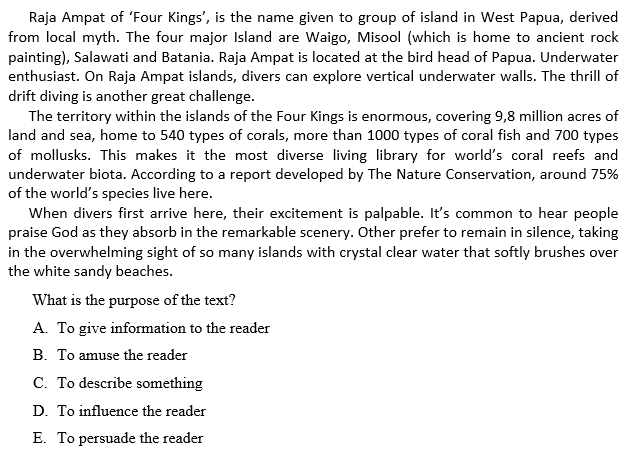 Raja Ampat of ‘Four Kings’, is the name given to group of island in West Papua, derived
from local myth. The four major Island are Waigo, Misool (which is home to ancient rock
painting), Salawati and Batania. Raja Ampat is located at the bird head of Papua. Underwater
enthusiast. On Raja Ampat islands, divers can explore vertical underwater walls. The thrill of
drift diving is another great challenge.
The territory within the islands of the Four Kings is enormous, covering 9,8 million acres of
land and sea, home to 540 types of corals, more than 1000 types of coral fish and 700 types
of mollusks. This makes it the most diverse living library for world’s coral reefs and
underwater biota. According to a report developed by The Nature Conservation, around 75%
of the world’s species live here.
When divers first arrive here, their excitement is palpable. It’s common to hear people
praise God as they absorb in the remarkable scenery. Other prefer to remain in silence, taking
in the overwhelming sight of so many islands with crystal clear water that softly brushes over
the white sandy beaches.
What is the purpose of the text?
A. To give information to the reader
B. To amuse the reader
C. To describe something
D. To influence the reader
E. To persuade the reader